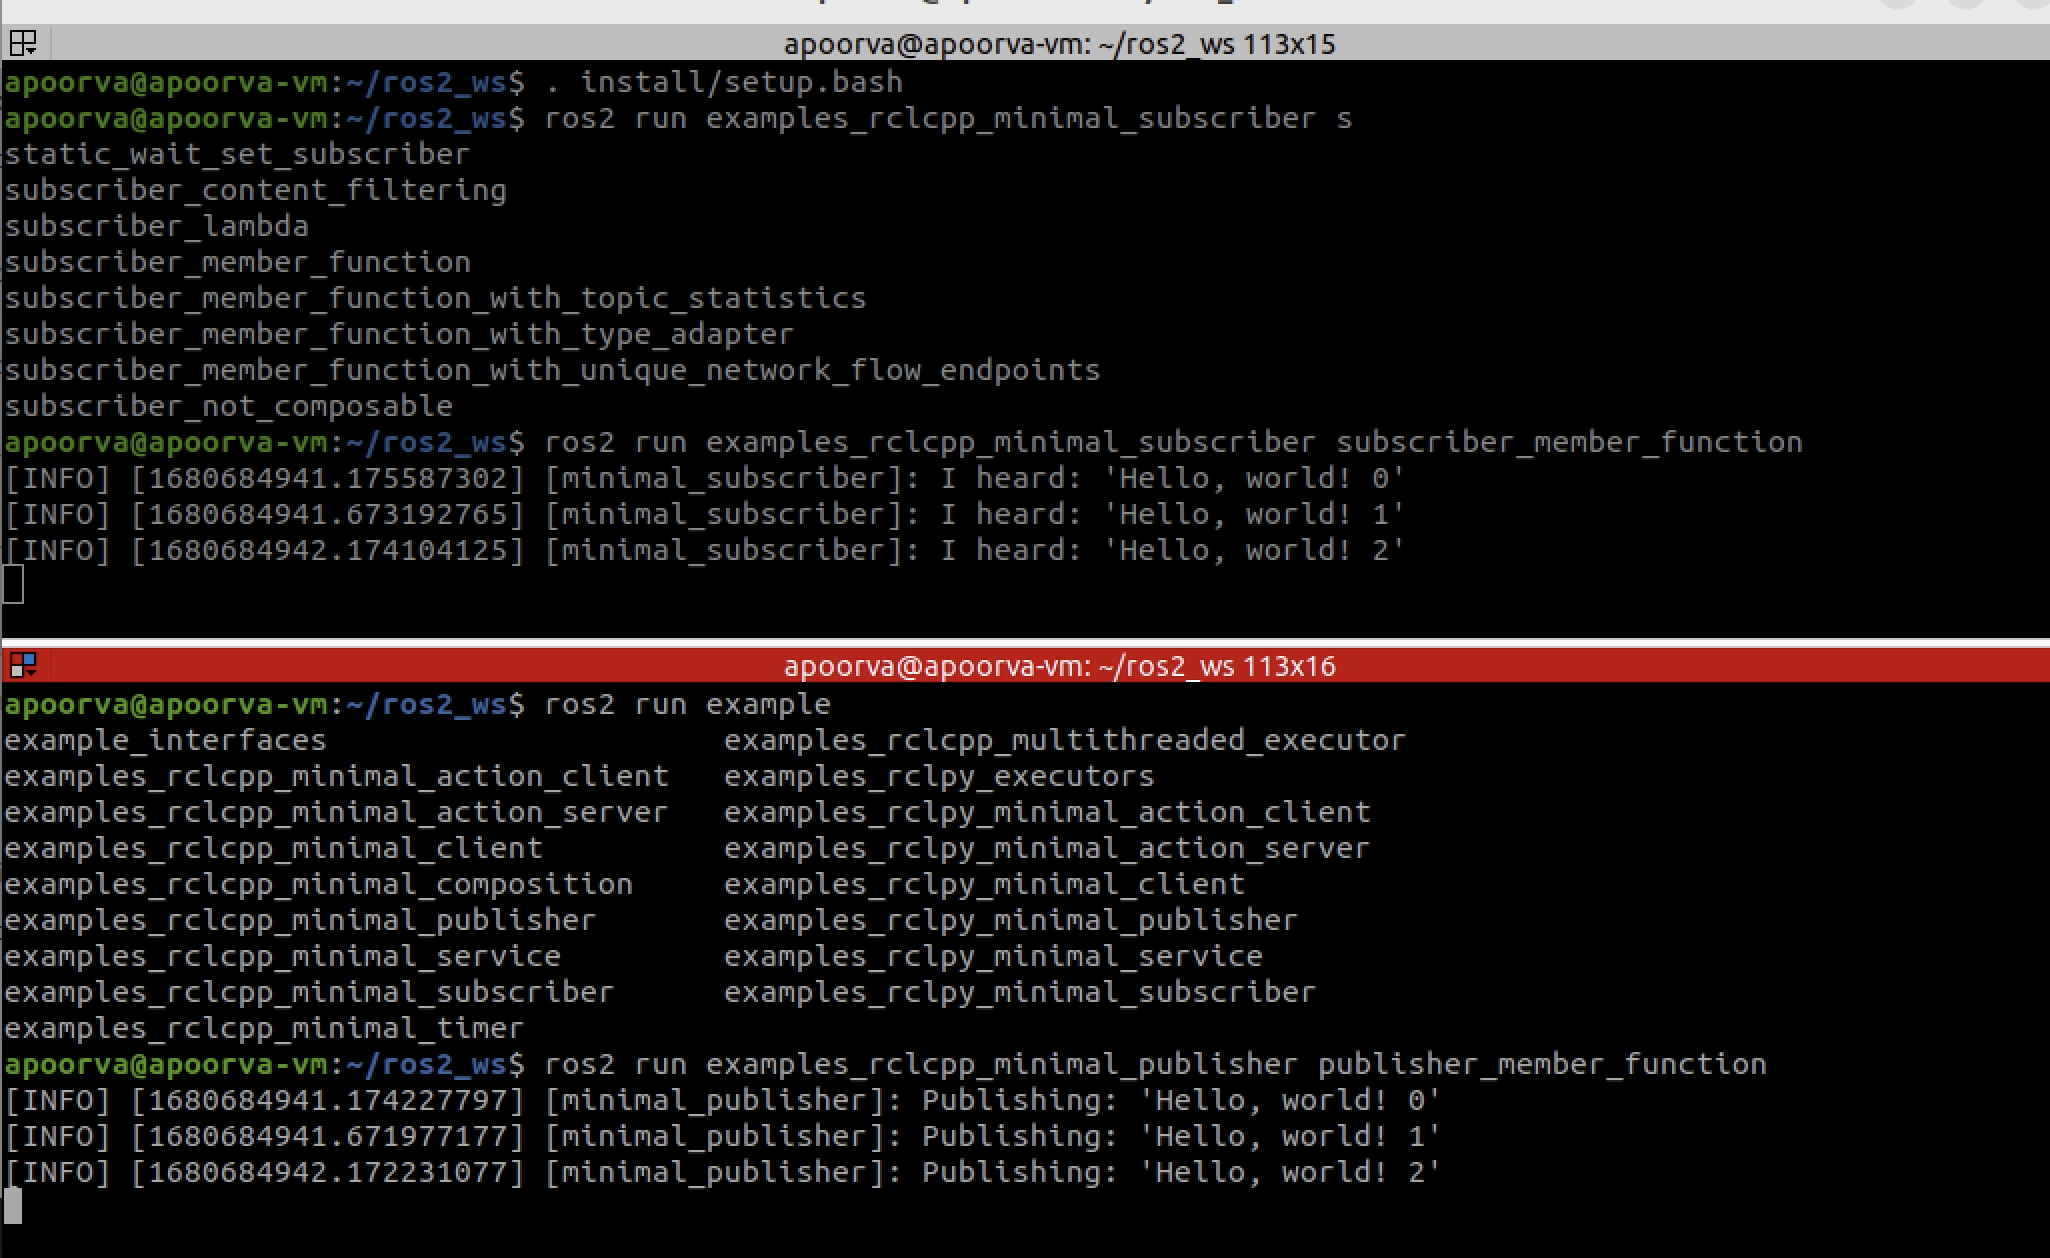 apoorva@apoorva-vm: ~/ros2_ws 113x15
apoorva@apoorva-vm:~/ros2_ws$ . install/setup.bash
apoorva@apoorva-vm:~/ros2_ws$ ros2 run examples_rclcpp_minimal_subscriber s
static_wait_set_subscriber
subscriber_content_filtering
subscriber_lambda
subscriber_member_function
subscriber_member_function_with_topic_statistics
subscriber_member_function_with_type_adapter
subscriber_member_function_with_unique_network_flow_endpoints
subscriber_not_composable
apoorva@apoorva-vm:~/ros2_ws$ ros2 run examples_rclcpp_minimal_subscriber subscriber_member_function
[INFO] [1680684941.175587302] [minimal_subscriber]: I heard: 'Hello, world! 0'
[INFO] [1680684941.673192765] [minimal_subscriber]: I heard: 'Hello, world! 1'
[INFO] [1680684942.174104125] [minimal_subscriber]: I heard: 'Hello, world! 2'
apoorva@apoorva-vm: ~/ros2_ws 113x16
apoorva@apoorva-vm:~/ros2_ws$ ros2 run example
example_interfaces examples_rclcpp_multithreaded_executor
examples_rclcpp_minimal_action_client examples_rclpy_executors
examples_rclcpp_minimal_action_server examples_rclpy_minimal_action_client
examples_rclcpp_minimal_client examples_rclpy_minimal_action_server
examples_rclcpp_minimal_composition examples_rclpy_minimal_client
examples_rclcpp_minimal_publisher examples_rclpy_minimal_publisher
examples_rclcpp_minimal_service examples_rclpy_minimal_service
examples_rclcpp_minimal_subscriber examples_rclpy_minimal_subscriber
examples_rclcpp_minimal_timer
apoorva@apoorva-vm:~/ros2_ws$ ros2 run examples_rclcpp_minimal_publisher publisher_member_function
[INFO] [1680684941.174227797] [minimal_publisher]: Publishing: 'Hello, world! 0'
[INFO] [1680684941.671977177] [minimal_publisher]: Publishing: 'Hello, world! 1'
[INFO] [1680684942.172231077] [minimal_publisher]: Publishing: 'Hello, world! 2'